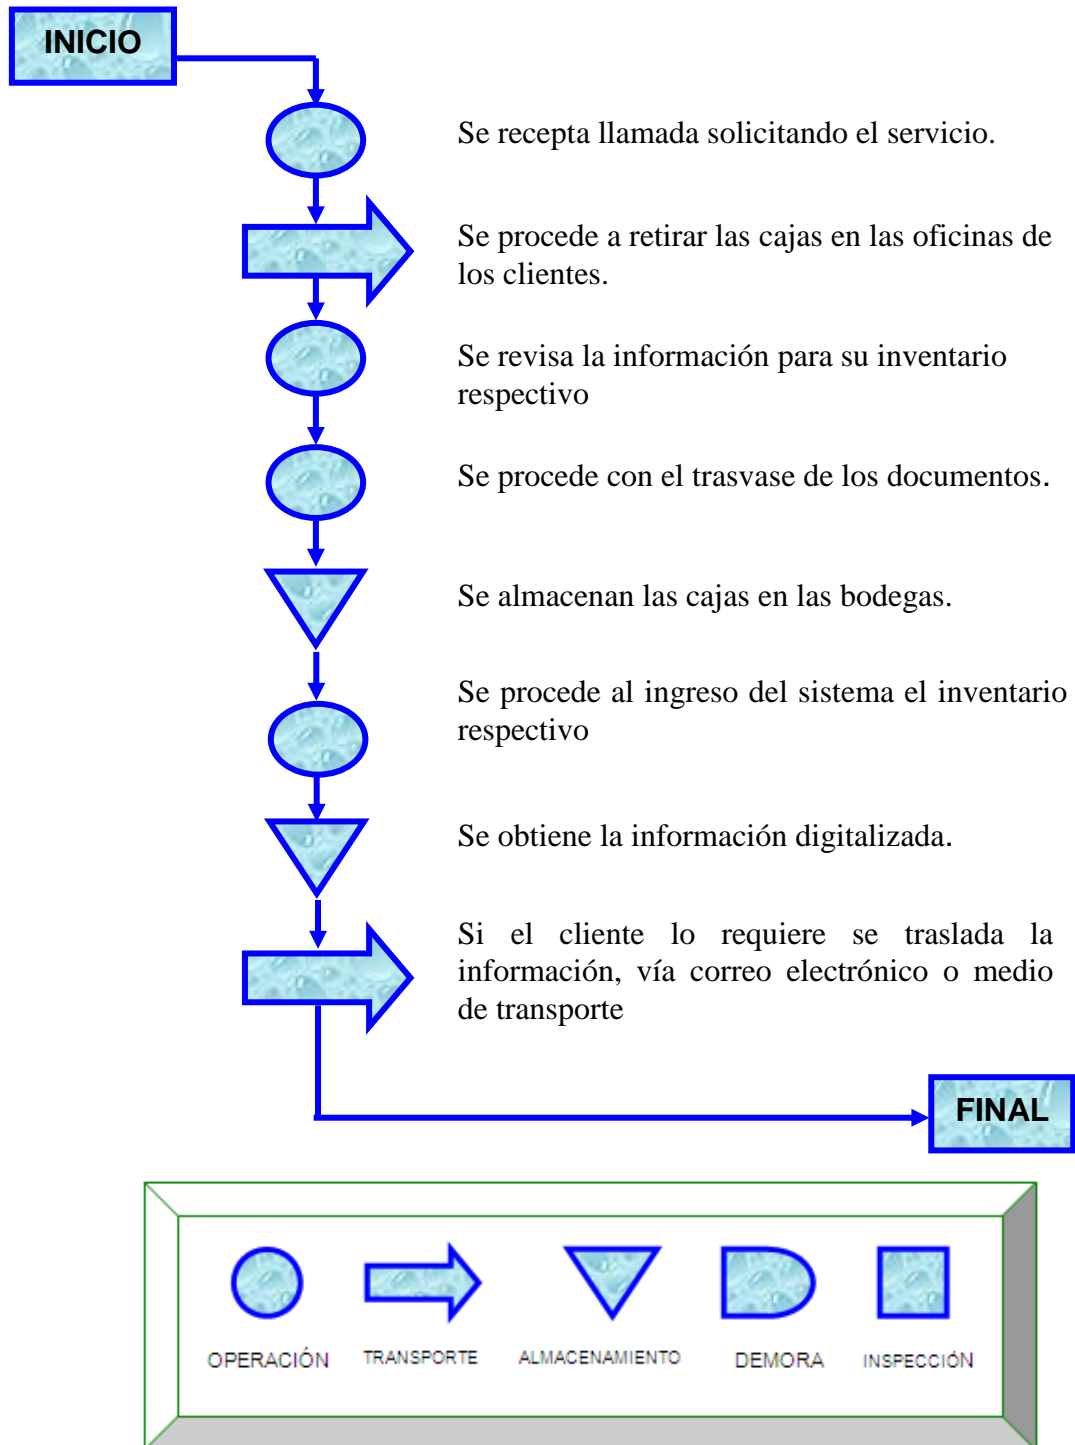 INICIO
Se recepta llamada solicitando el servicio.
Se procede a retirar las cajas en las oficinas de
los clientes.
Se revisa la información para su inventario
respectivo
Se procede con el trasvase de los documentos.
Se almacenan las cajas en las bodegas.
Se procede al ingreso del sistema el inventario
respectivo
Se obtiene la información digitalizada.
Si el cliente lo requiere se traslada la
información, vía correo electrónico o medio
de transporte
FINAL
OPERACIÓN TRANSPORTE ALMACENAMIENTO DEMORA INSPECCIÓN